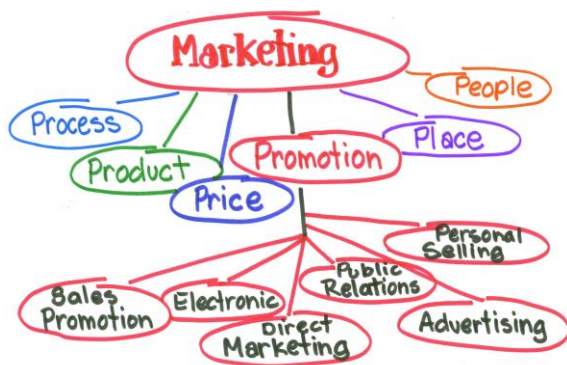 Marketing
People
Process
Place
Product
Promotion
Price
Personal
Selling
Public
Relations
Sales
Promotion
Electronic
Direct
Marketing
Advertising